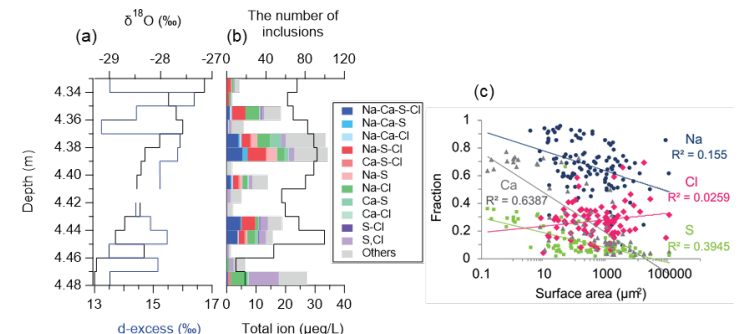 δ18O (‰)
-29 -28 -27
(a)
The number of
inclusions
0 40 80 120
(b)
4.34
4.36
4.38
4.40
4.42
4.44
4.46
4.48
Depth (m)
13 15 17
d-excess (‰)
0 10 20 30 40
Total ion (µeg/L)
Na-Ca-S-Cl
Na-Ca-S
Na-Ca-Cl
Na-S-Cl
Ca-S-Cl
Na-S
Na-Cl
Ca-S
Ca-Cl
S-Cl
S,Cl
Others
(c)
1
0.8
0.6
0.4
0.2
0
Fraction
Na
R² = 0.155
Cl
R² = 0.0259
Ca
R² = 0.6387
S
R² = 0.3945
0.1 10 1000 100000
Surface area (µm²)